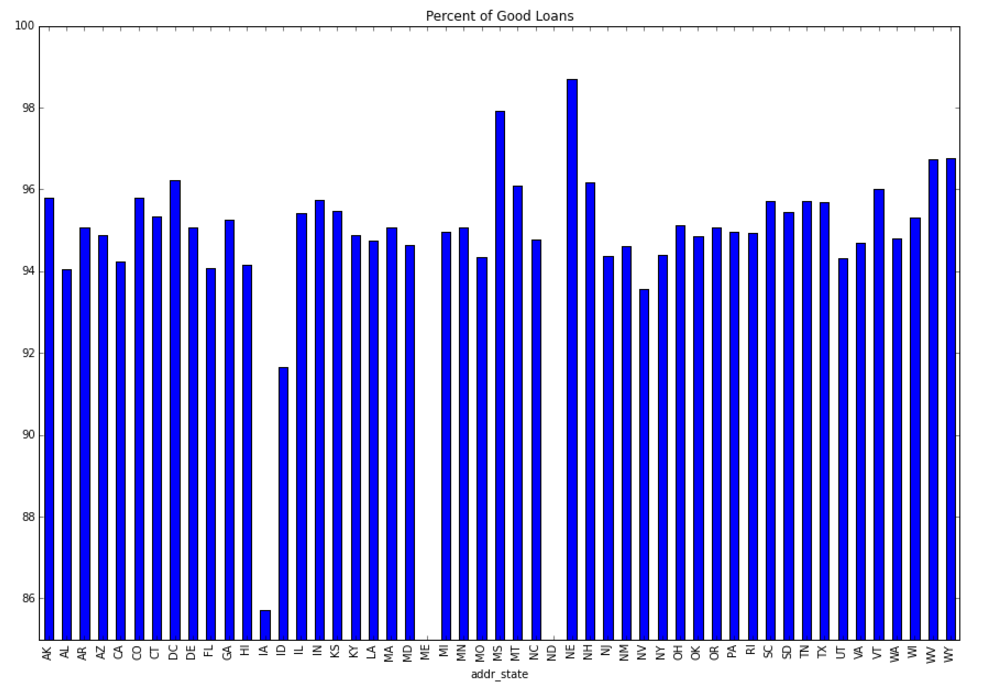 Percent of Good Loans
100
98
96
94
92
90
88
86
AK AL AR AZ CA CO CT DC DE FL GA HI IA ID IL IN KS KY LA MA MD ME MI MN MO MS MT NC ND NE NH NJ NM NV NY OH OK OR PA RI SC SD TN TX UT VA VT WA WI WV WY
addr_state